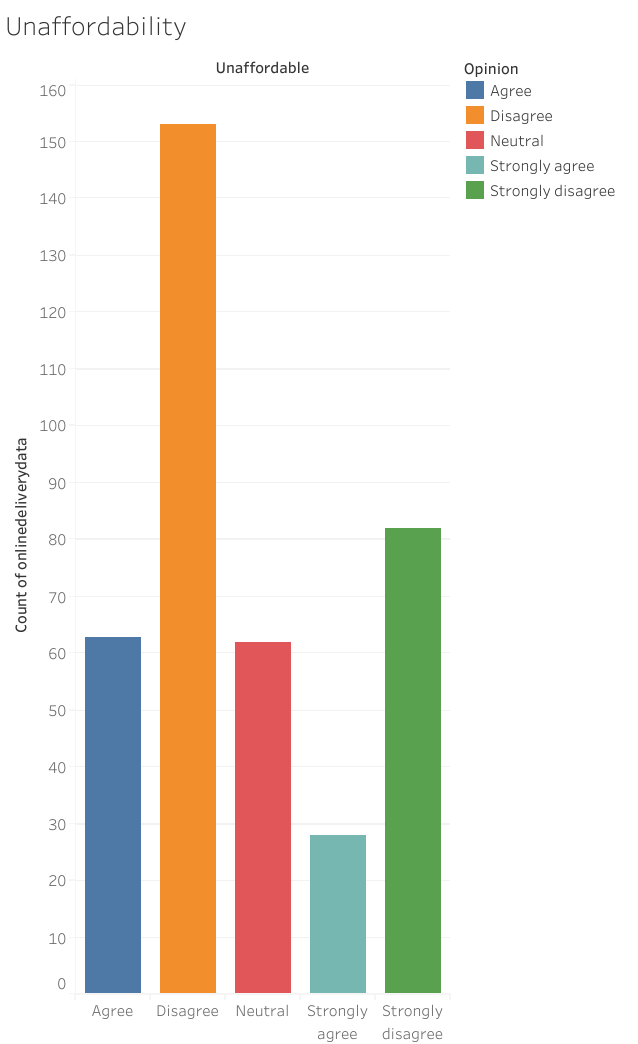 Unaffordability
Unaffordable
Opinion
Agree
Disagree
Neutral
Strongly agree
Strongly disagree
160
150
140
130
120
110
100
90
80
70
60
50
40
30
20
10
0
Count of onlinedeliverydata
Agree
Disagree
Neutral
Strongly
agree
Strongly
disagree